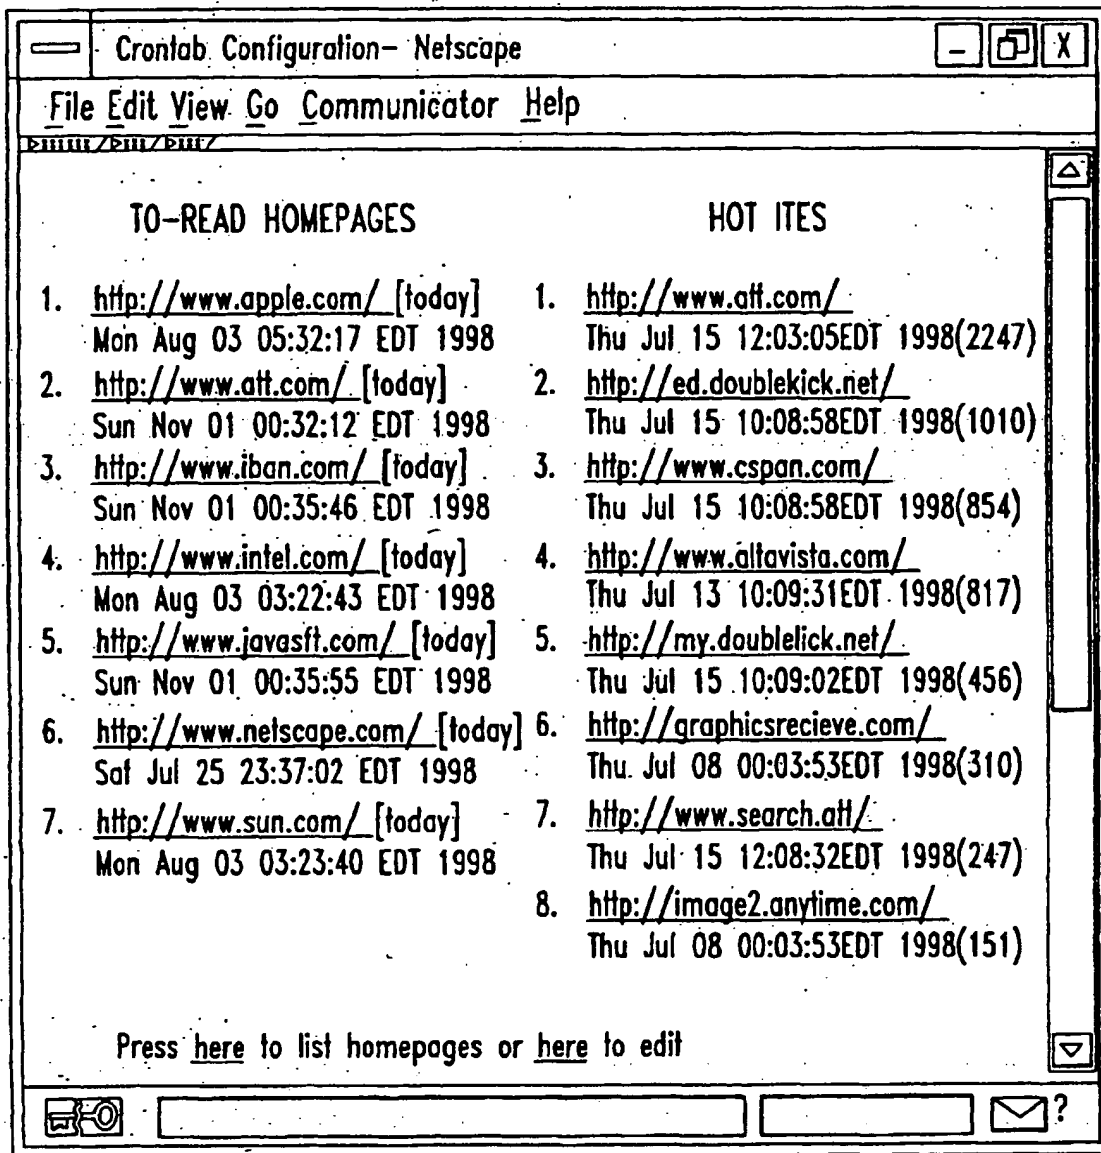 Crontab Configuration- Netscape
File Edit View Go Communicator Help
TO-READ HOMEPAGES
1. http://www.apple.com/ [today]
Mon Aug 03 05:32:17 EDT 1998
2. http://www.att.com/ [today]
Sun Nov 01 00:32:12 EDT 1998
3. http://www.iban.com/ [today]
Sun Nov 01 00:35:46 EDT 1998
4. http://www.intel.com/ [today]
Mon Aug 03 03:22:43 EDT 1998
5. http://www.javasft.com/ [today]
Sun Nov 01 00:35:55 EDT 1998
6. http://www.netscape.com/ [today]
Sat Jul 25 23:37:02 EDT 1998
7. http://www.sun.com/ [today]
Mon Aug 03 03:23:40 EDT 1998
HOT ITES
1. http://www.att.com/
Thu Jul 15 12:03:05EDT 1998(2247)
2. http://ed.doublekick.net/
Thu Jul 15 10:08:58EDT 1998(1010)
3. http://www.cspan.com/
Thu Jul 15 10:08:58EDT 1998(854)
4. http://www.altavista.com/
Thu Jul 13 10:09:31EDT 1998(817)
5. http://my.doublelick.net/
Thu Jul 15 10:09:02EDT 1998(456)
6. http://graphicsrecieve.com/
Thu Jul 08 00:03:53EDT 1998(310)
7. http://www.search.att/
Thu Jul 15 12:08:32EDT 1998(247)
8. http://image2.anytime.com/
Thu Jul 08 00:03:53EDT 1998(151)
Press here to list homepages or here to edit
?